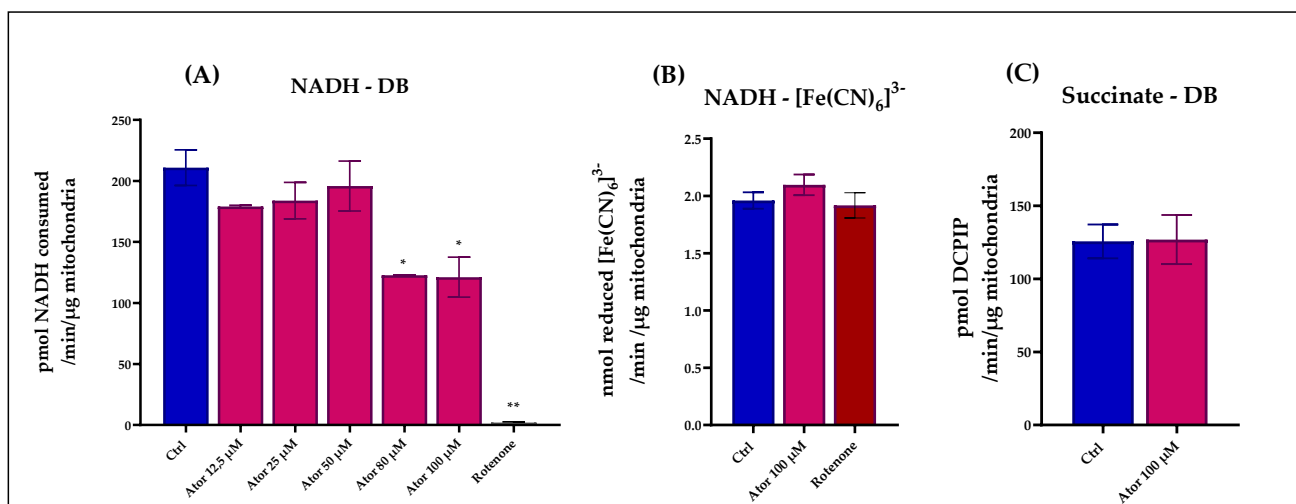 (A)
NADH - DB
pmol NADH consumed
/min/µg mitochondria
250
200
150
100
50
0
*
*
**
Ctrl
Ator 12,5 µM
Ator 25 µM
Ator 50 µM
Ator 80 µM
Ator 100 µM
Rotenone
(B)
NADH - [Fe(CN)₆]³⁻
nmol reduced [Fe(CN)₆]³⁻
/min /µg mitochondria
2.5
2.0
1.5
1.0
0.5
0.0
Ctrl
Ator 100 µM
Rotenone
(C)
Succinate - DB
pmol DCPIP
/min/µg mitochondria
200
150
100
50
0
Ctrl
Ator 100 µM